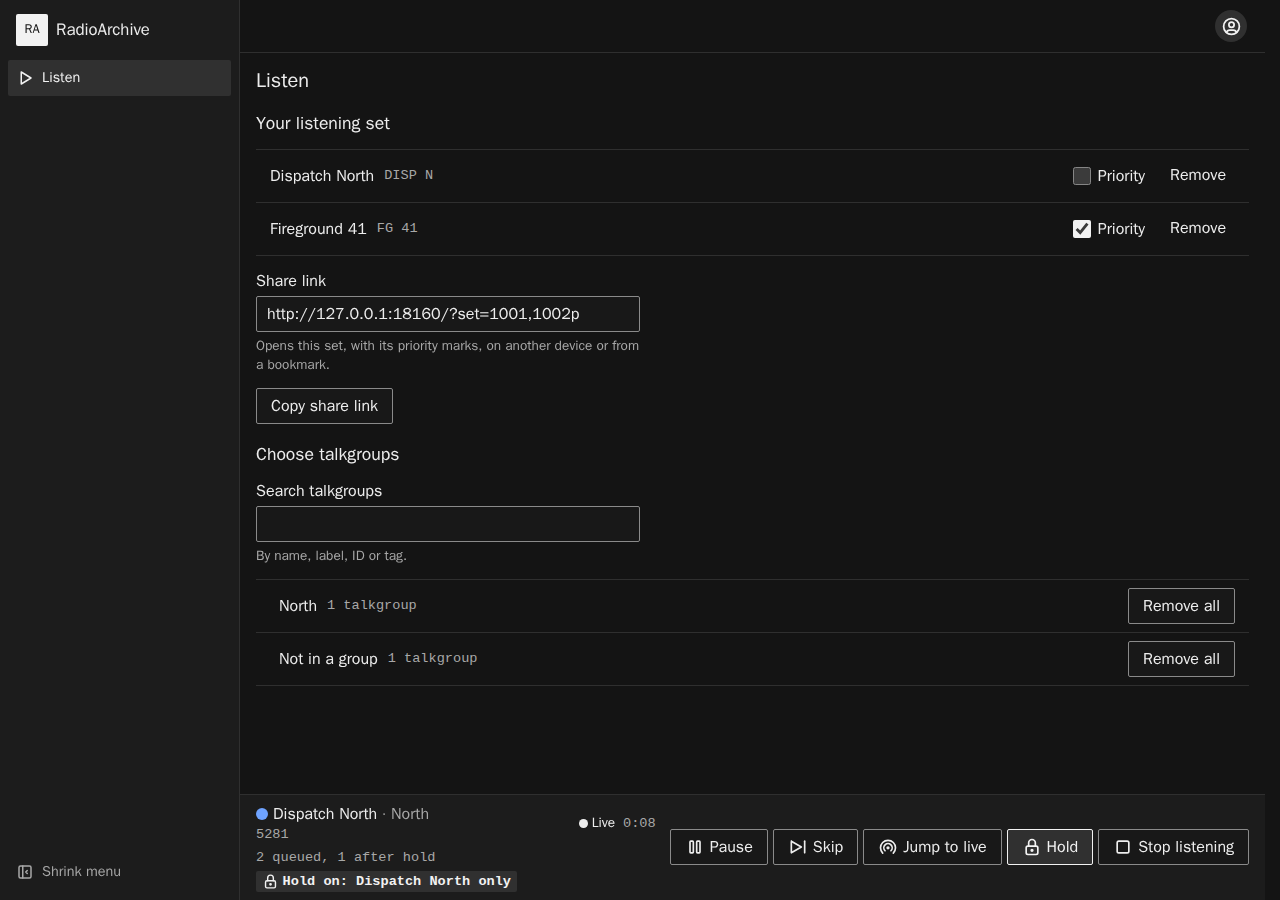 RA RadioArchive
Listen
Listen
Your listening set
Dispatch North DISP N Priority Remove
Fireground 41 FG 41 Priority Remove
Share link
http://127.0.0.1:18160/?set=1001,1002p
Opens this set, with its priority marks, on another device or from
a bookmark.
Copy share link
Choose talkgroups
Search talkgroups
By name, label, ID or tag.
North 1 talkgroup Remove all
Not in a group 1 talkgroup Remove all
Dispatch North · North
5281
2 queued, 1 after hold
Hold on: Dispatch North only
Live 0:08
Pause Skip Jump to live Hold Stop listening
Shrink menu